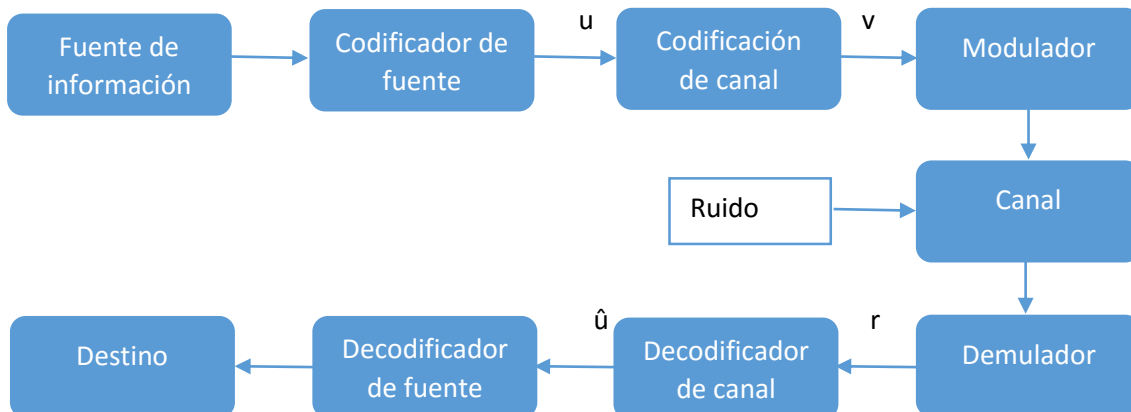 Fuente de
información
Codificador de
fuente
u
Codificación
de canal
v
Modulador
Ruido
Canal
Destino
Decodificador
de fuente
û
Decodificador
de canal
r
Demulador